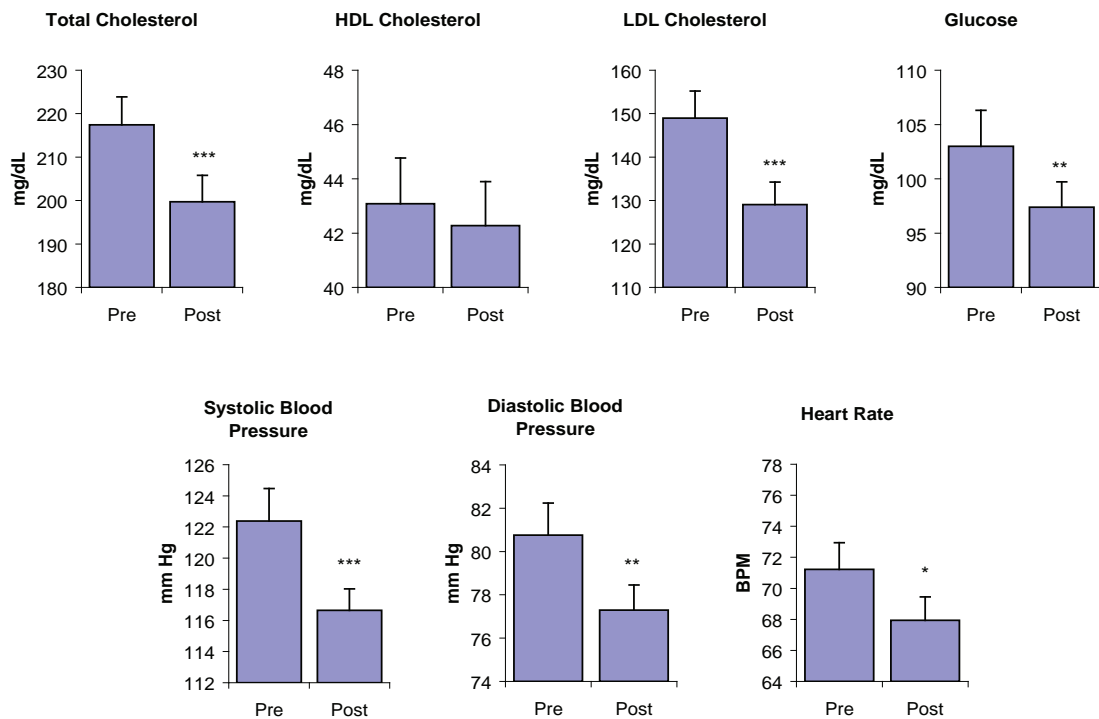 Total Cholesterol
HDL Cholesterol
LDL Cholesterol
Glucose
230
220
210
200
190
180
mg/dL
***
Pre
Post
48
46
44
42
40
mg/dL
Pre
Post
160
150
140
130
120
110
mg/dL
***
Pre
Post
110
105
100
95
90
mg/dL
**
Pre
Post
Systolic Blood
Pressure
126
124
122
120
118
116
114
112
mm Hg
***
Pre
Post
Diastolic Blood
Pressure
84
82
80
78
76
74
mm Hg
**
Pre
Post
Heart Rate
78
76
74
72
70
68
66
64
BPM
*
Pre
Post